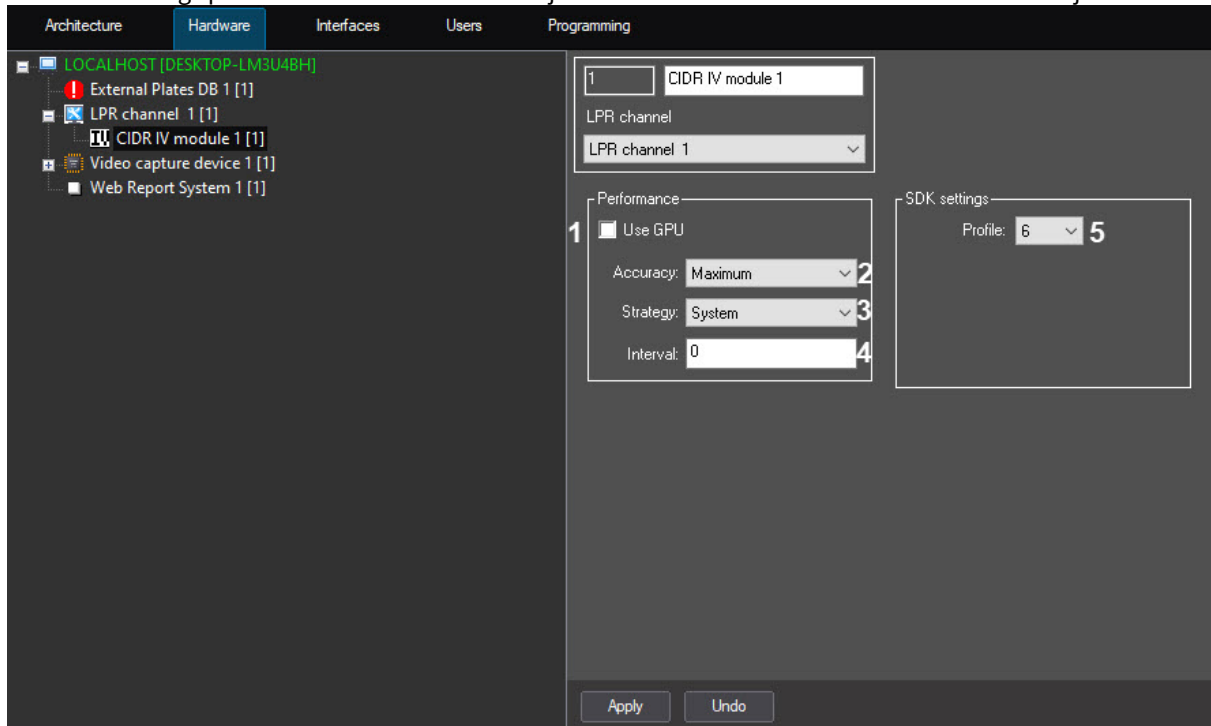 Architecture Hardware Interfaces Users Programming
LOCALHOST [DESKTOP-LM3U4BH]
External Plates DB 1 [1]
LPR channel 1 [1]
CIDR IV module 1 [1]
Video capture device 1 [1]
Web Report System 1 [1]
1 CIDR IV module 1
LPR channel
LPR channel 1
Performance
1 Use GPU
Accuracy: Maximum 2
Strategy: System 3
Interval: 0 4
SDK settings
Profile: 6 5
Apply Undo